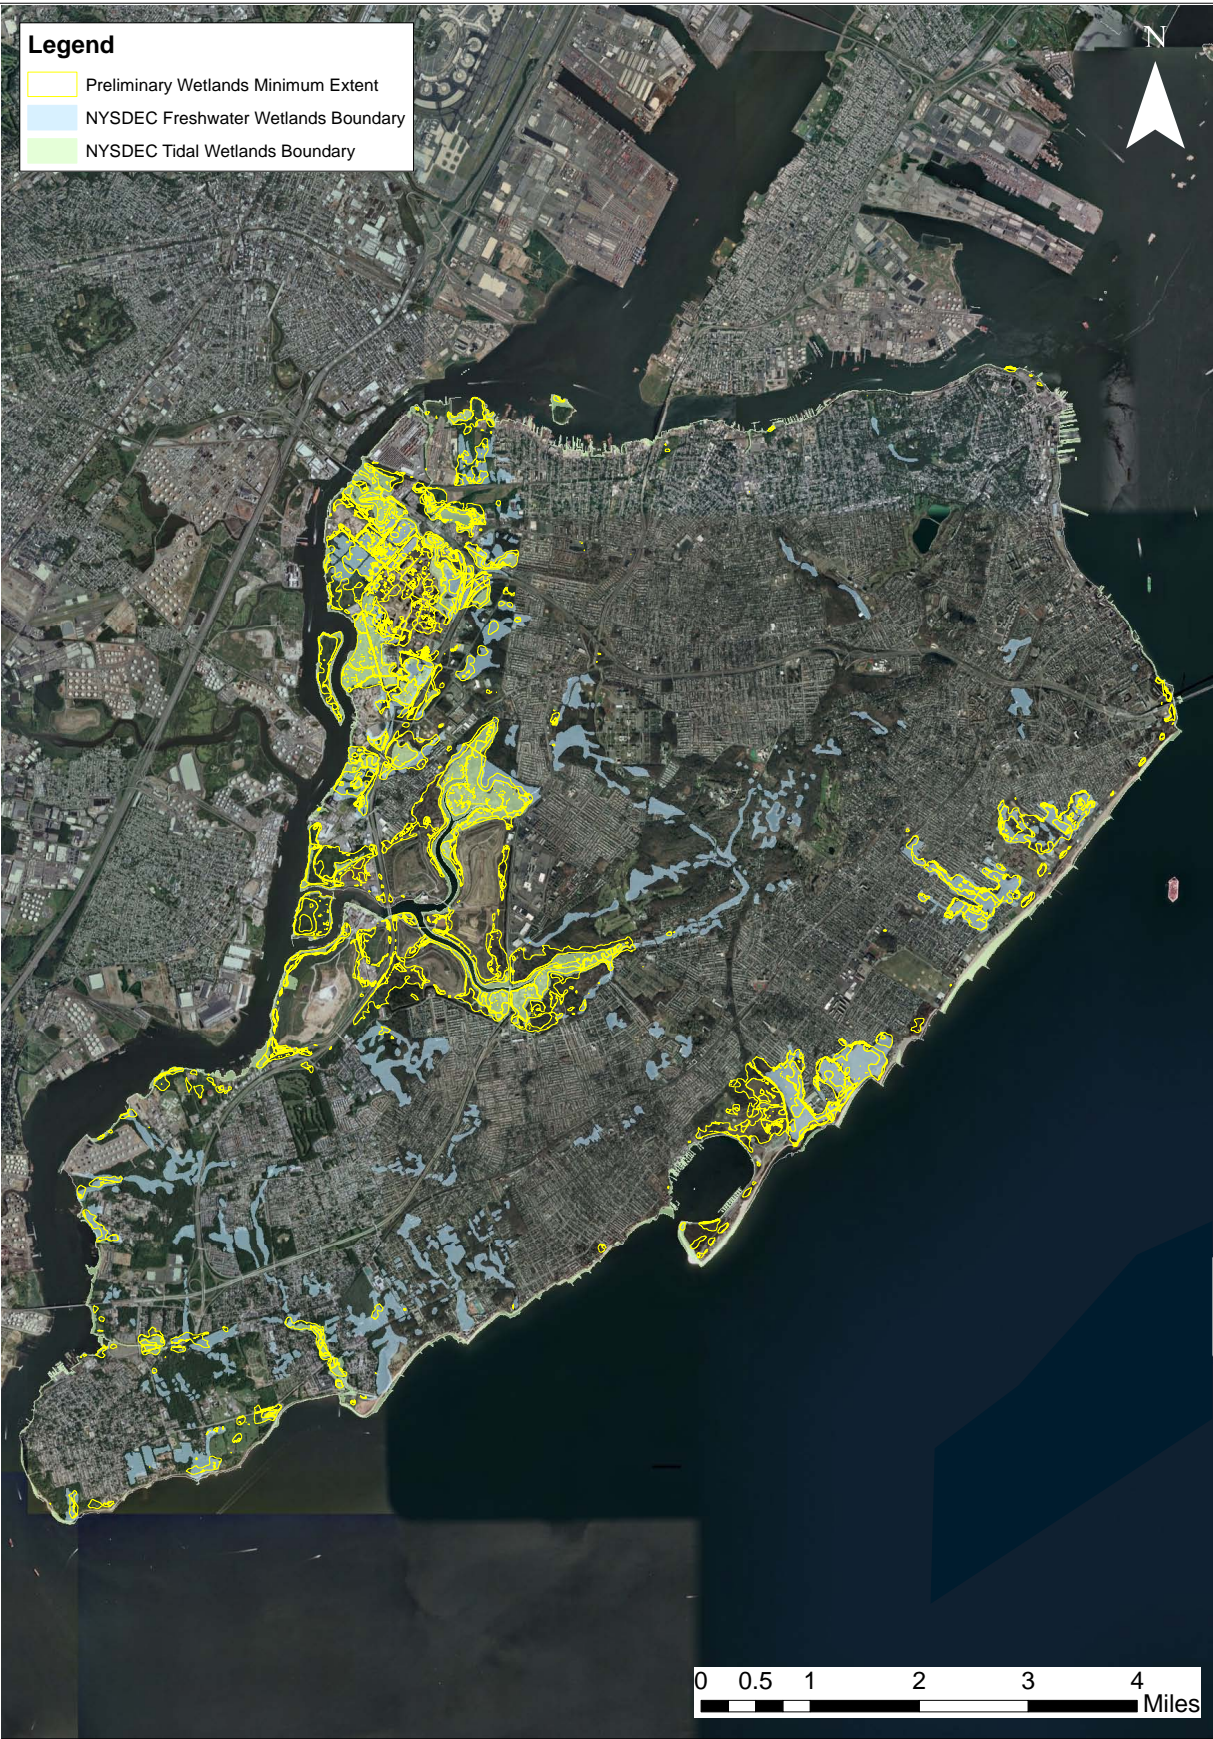 Legend
Preliminary Wetlands Minimum Extent
NYSDEC Freshwater Wetlands Boundary
NYSDEC Tidal Wetlands Boundary
N
0 0.5 1 2 3 4
Miles